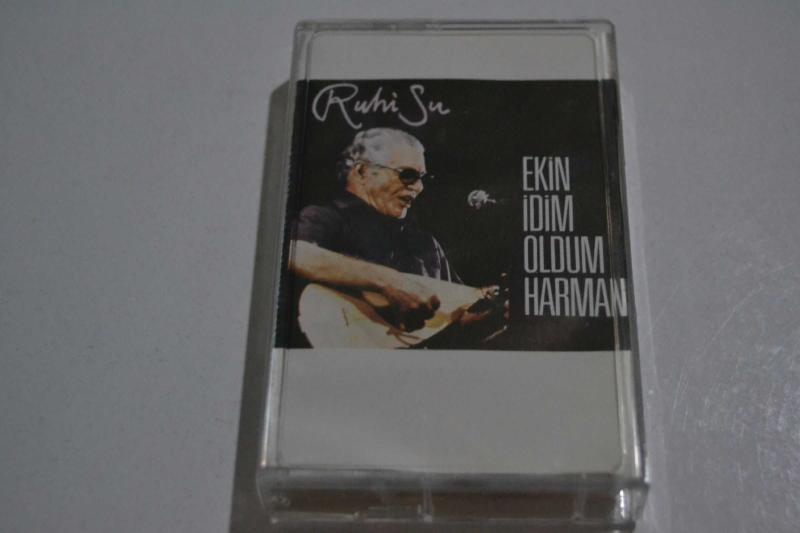 Ruhi Su
EKİN
İDİM
OLDUM
HARMAN